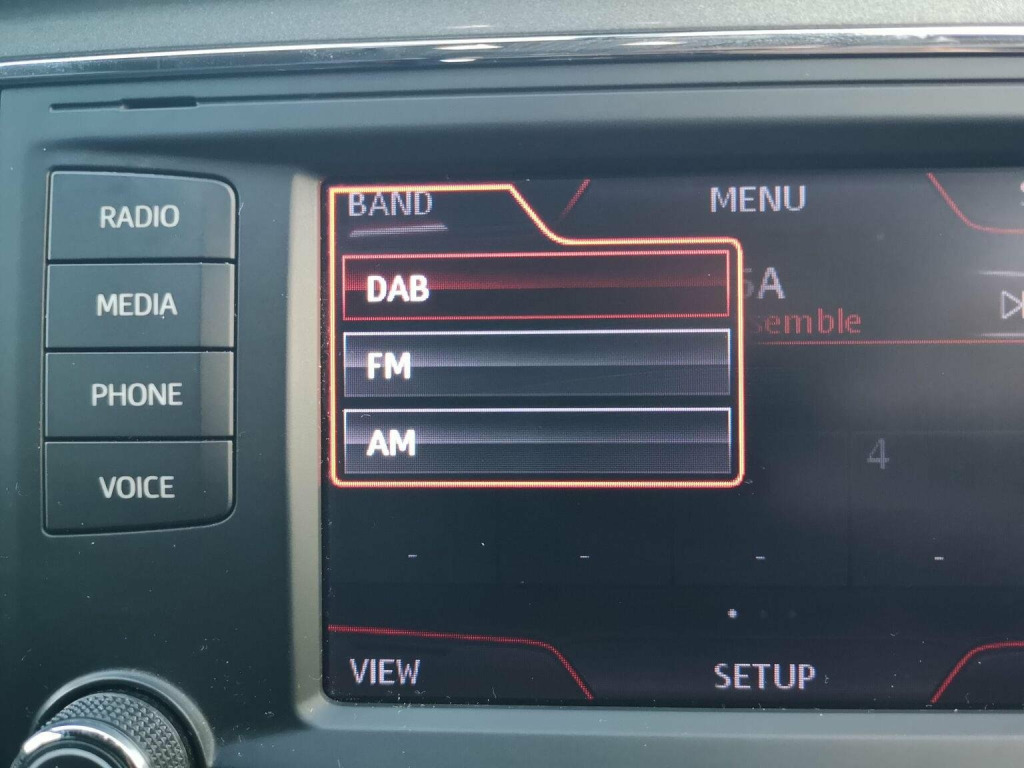 RADIO
MEDIA
PHONE
VOICE
BAND
MENU
DAB
FM
AM
4
VIEW
SETUP